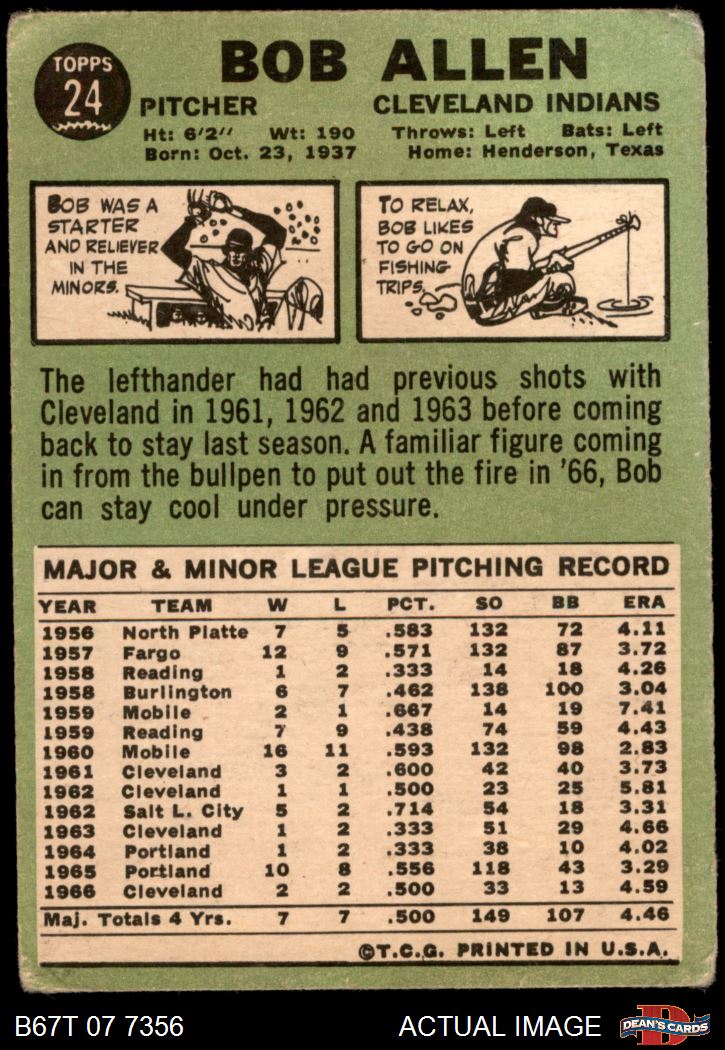 TOPPS
24
BOB ALLEN
PITCHER CLEVELAND INDIANS
Ht: 6'2" Wt: 190 Throws: Left Bats: Left
Born: Oct. 23, 1937 Home: Henderson, Texas
BOB WAS A
STARTER
AND RELIEVER
IN THE
MINORS.
TO RELAX,
BOB LIKES
TO GO ON
FISHING
TRIPS.
The lefthander had had previous shots with
Cleveland in 1961, 1962 and 1963 before coming
back to stay last season. A familiar figure coming
in from the bullpen to put out the fire in '66, Bob
can stay cool under pressure.
MAJOR & MINOR LEAGUE PITCHING RECORD
YEAR TEAM W L PCT. SO BB ERA
1956 North Platte 7 5 .583 132 72 4.11
1957 Fargo 12 9 .571 132 87 3.72
1958 Reading 1 2 .333 14 18 4.26
1958 Burlington 6 7 .462 138 100 3.04
1959 Mobile 2 1 .667 14 19 7.41
1959 Reading 7 9 .438 74 59 4.43
1960 Mobile 16 11 .593 132 98 2.83
1961 Cleveland 3 2 .600 42 40 3.73
1962 Cleveland 1 1 .500 23 25 5.81
1962 Salt L. City 5 2 .714 54 18 3.31
1963 Cleveland 1 2 .333 51 29 4.66
1964 Portland 1 2 .333 38 10 4.02
1965 Portland 10 8 .556 118 43 3.29
1966 Cleveland 2 2 .500 33 13 4.59
Maj. Totals 4 Yrs. 7 7 .500 149 107 4.46
©T.C.G. PRINTED IN U.S.A.
B67T 07 7356 ACTUAL IMAGE
D
DEAN'S CARDS